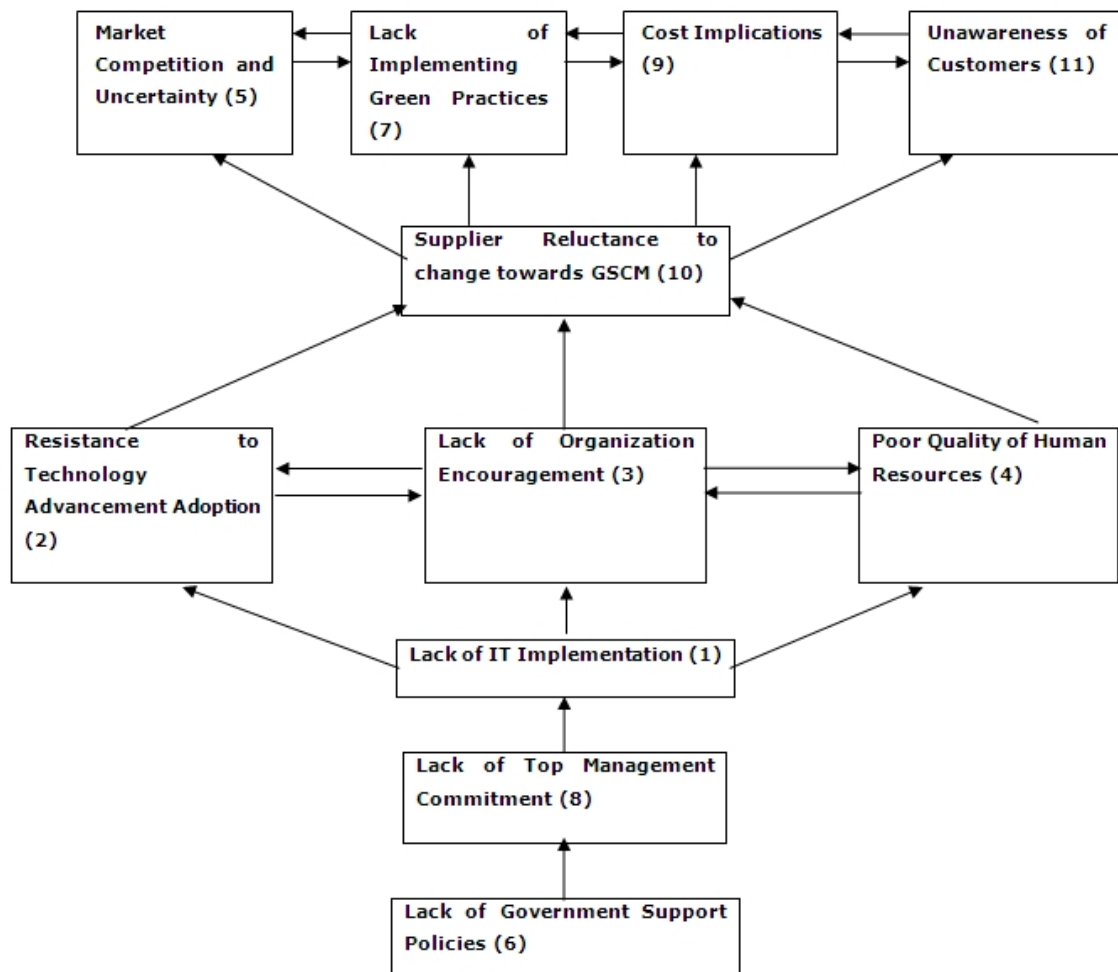 Market
Competition and
Uncertainty (5)
Lack of
Implementing
Green Practices
(7)
Cost Implications
(9)
Unawareness of
Customers (11)
Supplier Reluctance to
change towards GSCM (10)
Resistance to
Technology
Advancement Adoption
(2)
Lack of Organization
Encouragement (3)
Poor Quality of Human
Resources (4)
Lack of IT Implementation (1)
Lack of Top Management
Commitment (8)
Lack of Government Support
Policies (6)